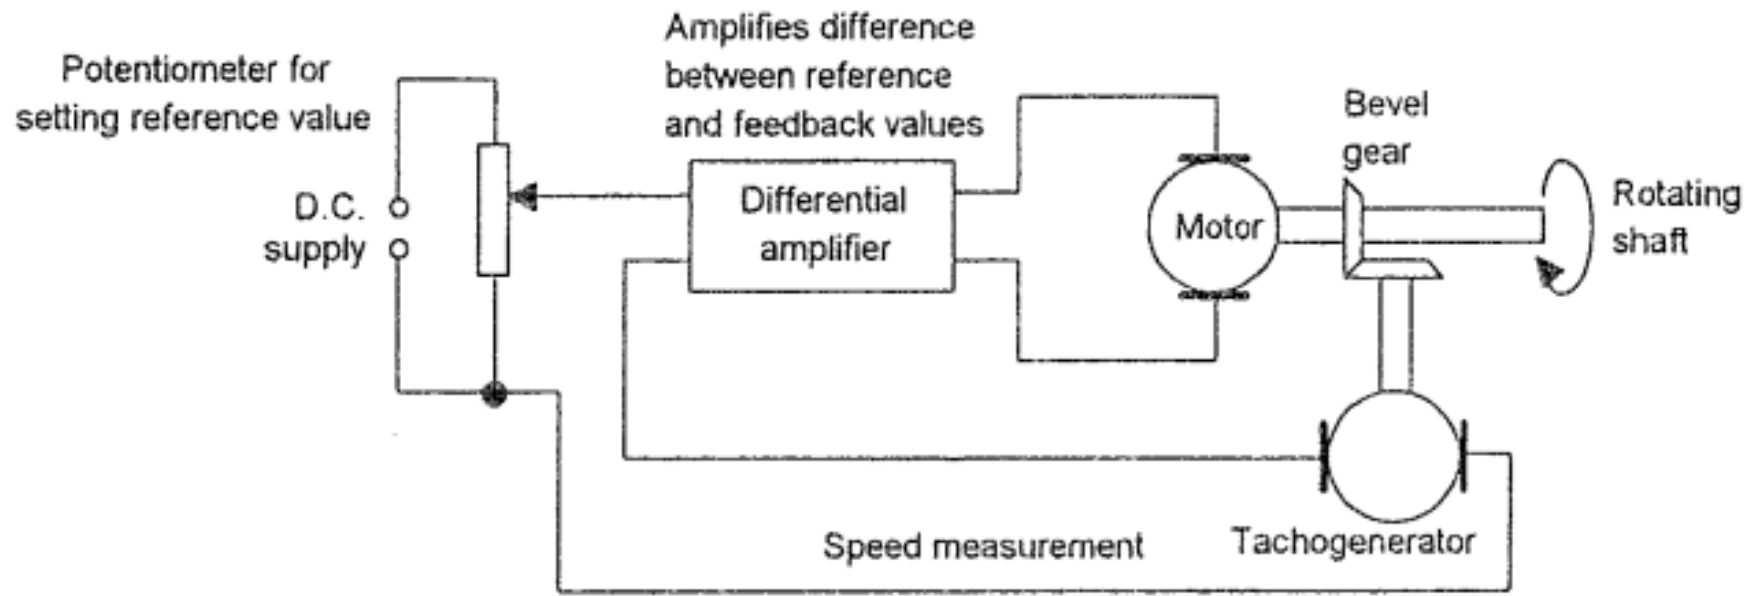 Potentiometer for
setting reference value
D.C.
supply
Amplifies difference
between reference
and feedback values
Differential
amplifier
Motor
Bevel
gear
Rotating
shaft
Speed measurement
Tachogenerator